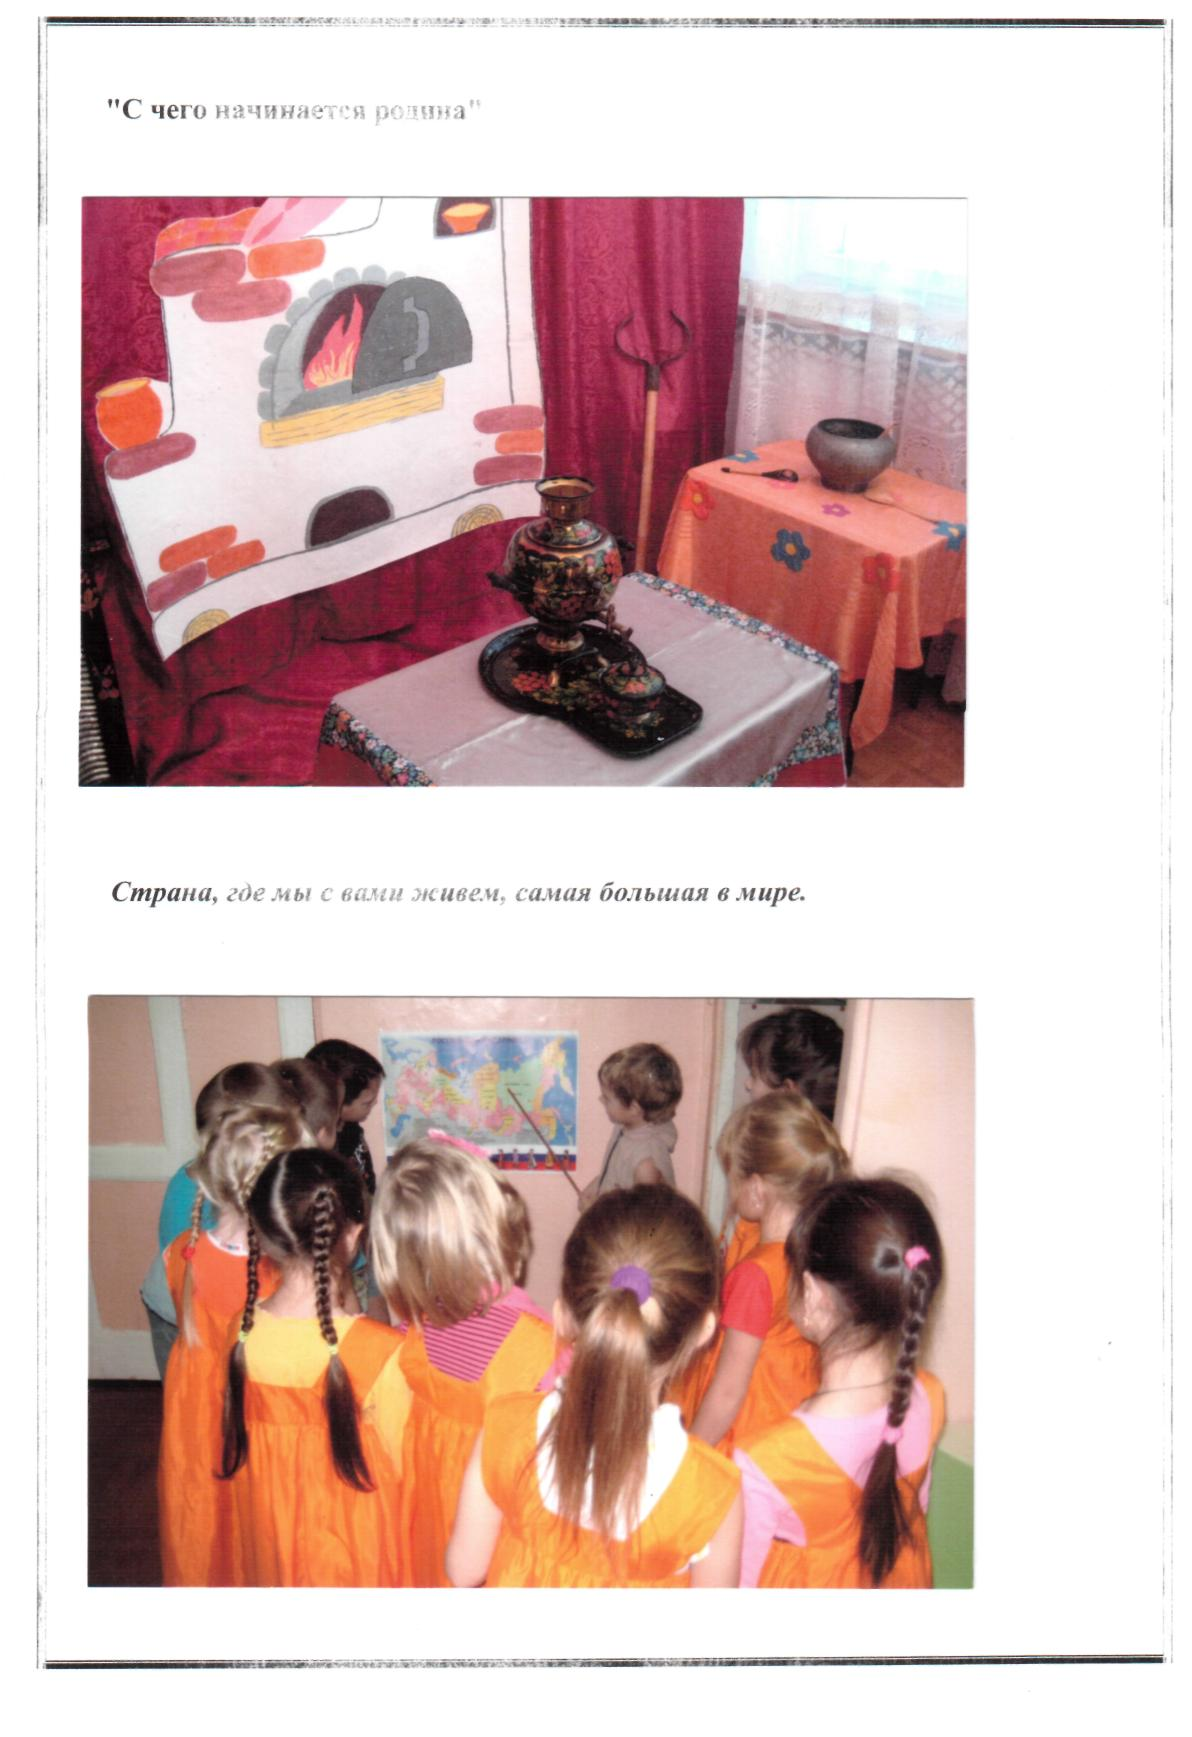 "С чего начинается родина"
Страна, где мы с вами живем, самая большая в мире.